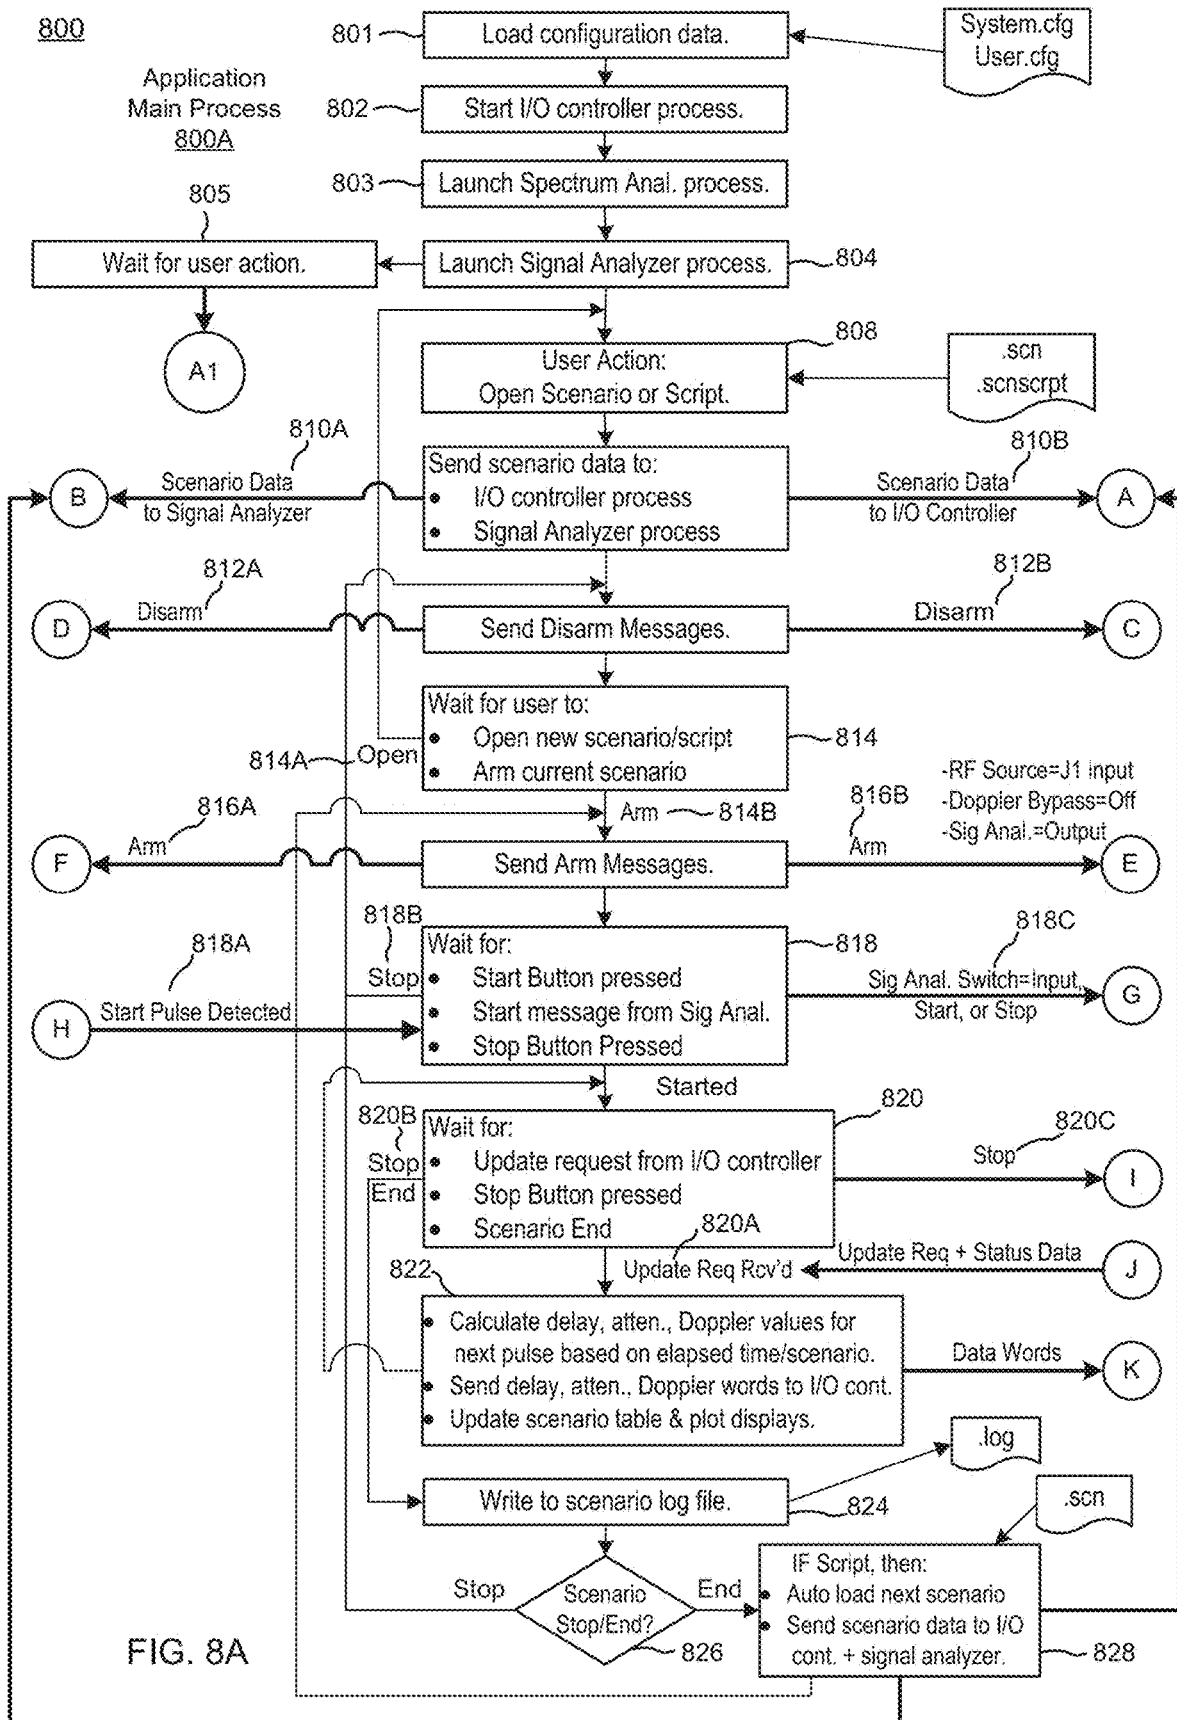 800
801
Load configuration data.
System.cfg
User.cfg
Application
Main Process
800A
802
Start I/O controller process.
803
Launch Spectrum Anal. process.
805
Wait for user action.
Launch Signal Analyzer process.
804
A1
808
User Action:
Open Scenario or Script.
.scn
.scnscrpt
810A
810B
B
Scenario Data
to Signal Analyzer
Send scenario data to:
• I/O controller process
• Signal Analyzer process
Scenario Data
to I/O Controller
A
812A
812B
D
Disarm
Send Disarm Messages.
Disarm
C
Wait for user to:
• Open new scenario/script
• Arm current scenario
814
814A
Open
-RF Source=J1 input
-Doppler Bypass=Off
-Sig Anal.=Output
816A
Arm
814B
816B
F
Arm
Send Arm Messages.
Arm
E
818A
818B
818
818C
Stop
Wait for:
• Start Button pressed
• Start message from Sig Anal.
• Stop Button Pressed
Sig Anal. Switch=Input,
Start, or Stop
G
H
Start Pulse Detected
Started
820B
820
820C
Stop
End
Wait for:
• Update request from I/O controller
• Stop Button pressed
• Scenario End
Stop
I
820A
Update Req Rcv'd
Update Req + Status Data
J
822
• Calculate delay, atten., Doppler values for
next pulse based on elapsed time/scenario.
• Send delay, atten., Doppler words to I/O cont.
• Update scenario table & plot displays.
Data Words
K
.log
Write to scenario log file.
824
.scn
Stop
Scenario
Stop/End?
End
826
IF Script, then:
• Auto load next scenario
• Send scenario data to I/O
cont. + signal analyzer.
828
FIG. 8A